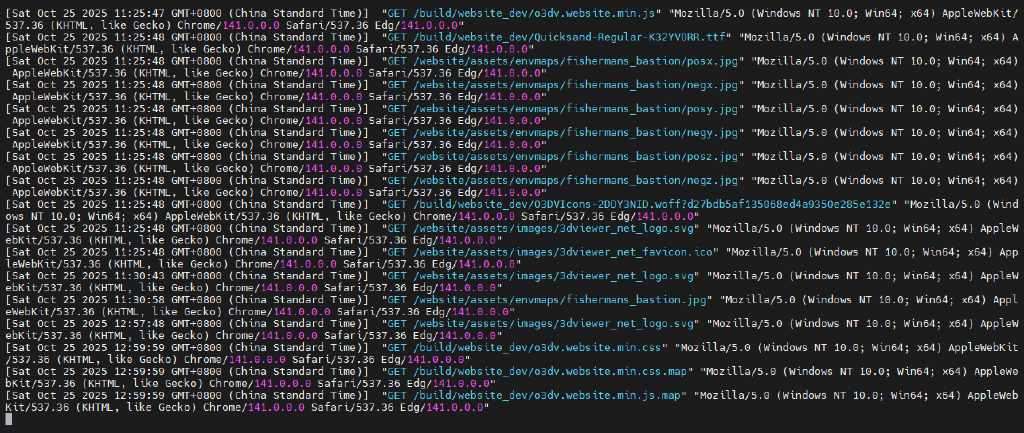 [Sat Oct 25 2025 11:25:47 GMT+0800 (China Standard Time)]  "GET /build/website_dev/o3dv.website.min.js" "Mozilla/5.0 (Windows NT 10.0; Win64; x64) AppleWebKit/
537.36 (KHTML, like Gecko) Chrome/141.0.0.0 Safari/537.36 Edg/141.0.0.0"
[Sat Oct 25 2025 11:25:48 GMT+0800 (China Standard Time)]  "GET /build/website_dev/Quicksand-Regular-K32YVORR.ttf" "Mozilla/5.0 (Windows NT 10.0; Win64; x64) A
ppleWebKit/537.36 (KHTML, like Gecko) Chrome/141.0.0.0 Safari/537.36 Edg/141.0.0.0"
[Sat Oct 25 2025 11:25:48 GMT+0800 (China Standard Time)]  "GET /website/assets/envmaps/fishermans_bastion/posx.jpg" "Mozilla/5.0 (Windows NT 10.0; Win64; x64)
 AppleWebKit/537.36 (KHTML, like Gecko) Chrome/141.0.0.0 Safari/537.36 Edg/141.0.0.0"
[Sat Oct 25 2025 11:25:48 GMT+0800 (China Standard Time)]  "GET /website/assets/envmaps/fishermans_bastion/negx.jpg" "Mozilla/5.0 (Windows NT 10.0; Win64; x64)
 AppleWebKit/537.36 (KHTML, like Gecko) Chrome/141.0.0.0 Safari/537.36 Edg/141.0.0.0"
[Sat Oct 25 2025 11:25:48 GMT+0800 (China Standard Time)]  "GET /website/assets/envmaps/fishermans_bastion/posy.jpg" "Mozilla/5.0 (Windows NT 10.0; Win64; x64)
 AppleWebKit/537.36 (KHTML, like Gecko) Chrome/141.0.0.0 Safari/537.36 Edg/141.0.0.0"
[Sat Oct 25 2025 11:25:48 GMT+0800 (China Standard Time)]  "GET /website/assets/envmaps/fishermans_bastion/negy.jpg" "Mozilla/5.0 (Windows NT 10.0; Win64; x64)
 AppleWebKit/537.36 (KHTML, like Gecko) Chrome/141.0.0.0 Safari/537.36 Edg/141.0.0.0"
[Sat Oct 25 2025 11:25:48 GMT+0800 (China Standard Time)]  "GET /website/assets/envmaps/fishermans_bastion/posz.jpg" "Mozilla/5.0 (Windows NT 10.0; Win64; x64)
 AppleWebKit/537.36 (KHTML, like Gecko) Chrome/141.0.0.0 Safari/537.36 Edg/141.0.0.0"
[Sat Oct 25 2025 11:25:48 GMT+0800 (China Standard Time)]  "GET /website/assets/envmaps/fishermans_bastion/negz.jpg" "Mozilla/5.0 (Windows NT 10.0; Win64; x64)
 AppleWebKit/537.36 (KHTML, like Gecko) Chrome/141.0.0.0 Safari/537.36 Edg/141.0.0.0"
[Sat Oct 25 2025 11:25:48 GMT+0800 (China Standard Time)]  "GET /build/website_dev/O3DVIcons-2DDY3NID.woff?d27bdb5af135068ed4a9350e285e132e" "Mozilla/5.0 (Wind
ows NT 10.0; Win64; x64) AppleWebKit/537.36 (KHTML, like Gecko) Chrome/141.0.0.0 Safari/537.36 Edg/141.0.0.0"
[Sat Oct 25 2025 11:25:48 GMT+0800 (China Standard Time)]  "GET /website/assets/images/3dviewer_net_logo.svg" "Mozilla/5.0 (Windows NT 10.0; Win64; x64) AppleW
ebKit/537.36 (KHTML, like Gecko) Chrome/141.0.0.0 Safari/537.36 Edg/141.0.0.0"
[Sat Oct 25 2025 11:25:48 GMT+0800 (China Standard Time)]  "GET /website/assets/images/3dviewer_net_favicon.ico" "Mozilla/5.0 (Windows NT 10.0; Win64; x64) App
leWebKit/537.36 (KHTML, like Gecko) Chrome/141.0.0.0 Safari/537.36 Edg/141.0.0.0"
[Sat Oct 25 2025 11:30:43 GMT+0800 (China Standard Time)]  "GET /website/assets/images/3dviewer_net_logo.svg" "Mozilla/5.0 (Windows NT 10.0; Win64; x64) AppleW
ebKit/537.36 (KHTML, like Gecko) Chrome/141.0.0.0 Safari/537.36 Edg/141.0.0.0"
[Sat Oct 25 2025 11:30:58 GMT+0800 (China Standard Time)]  "GET /website/assets/envmaps/fishermans_bastion.jpg" "Mozilla/5.0 (Windows NT 10.0; Win64; x64) Appl
eWebKit/537.36 (KHTML, like Gecko) Chrome/141.0.0.0 Safari/537.36 Edg/141.0.0.0"
[Sat Oct 25 2025 12:57:48 GMT+0800 (China Standard Time)]  "GET /website/assets/images/3dviewer_net_logo.svg" "Mozilla/5.0 (Windows NT 10.0; Win64; x64) AppleW
ebKit/537.36 (KHTML, like Gecko) Chrome/141.0.0.0 Safari/537.36 Edg/141.0.0.0"
[Sat Oct 25 2025 12:59:59 GMT+0800 (China Standard Time)]  "GET /build/website_dev/o3dv.website.min.css" "Mozilla/5.0 (Windows NT 10.0; Win64; x64) AppleWebKit
/537.36 (KHTML, like Gecko) Chrome/141.0.0.0 Safari/537.36 Edg/141.0.0.0"
[Sat Oct 25 2025 12:59:59 GMT+0800 (China Standard Time)]  "GET /build/website_dev/o3dv.website.min.css.map" "Mozilla/5.0 (Windows NT 10.0; Win64; x64) AppleWe
bKit/537.36 (KHTML, like Gecko) Chrome/141.0.0.0 Safari/537.36 Edg/141.0.0.0"
[Sat Oct 25 2025 12:59:59 GMT+0800 (China Standard Time)]  "GET /build/website_dev/o3dv.website.min.js.map" "Mozilla/5.0 (Windows NT 10.0; Win64; x64) AppleWeb
Kit/537.36 (KHTML, like Gecko) Chrome/141.0.0.0 Safari/537.36 Edg/141.0.0.0"